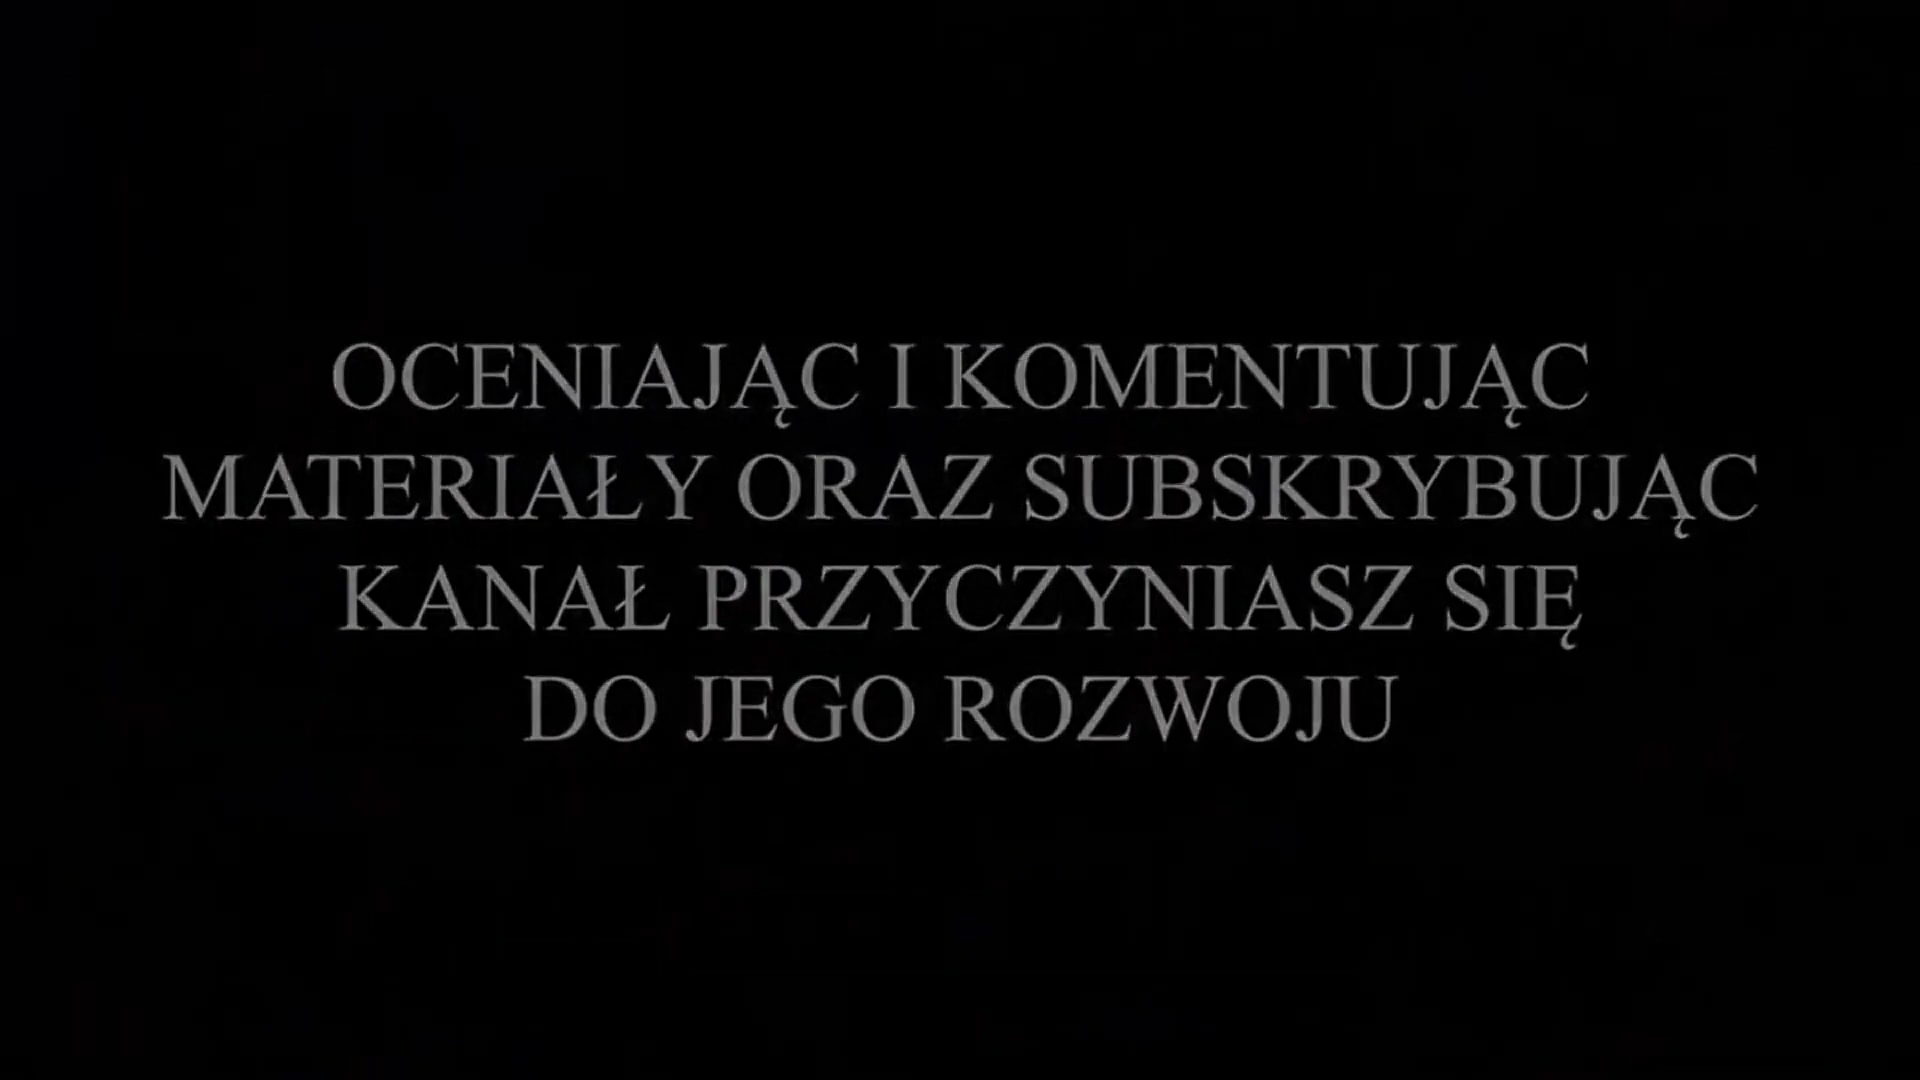 OCENIAJĄC I KOMENTUJĄC
MATERIAŁY ORAZ SUBSKRYBUJĄC
KANAŁ PRZYCZYNIASZ SIĘ
DO JEGO ROZWOJU